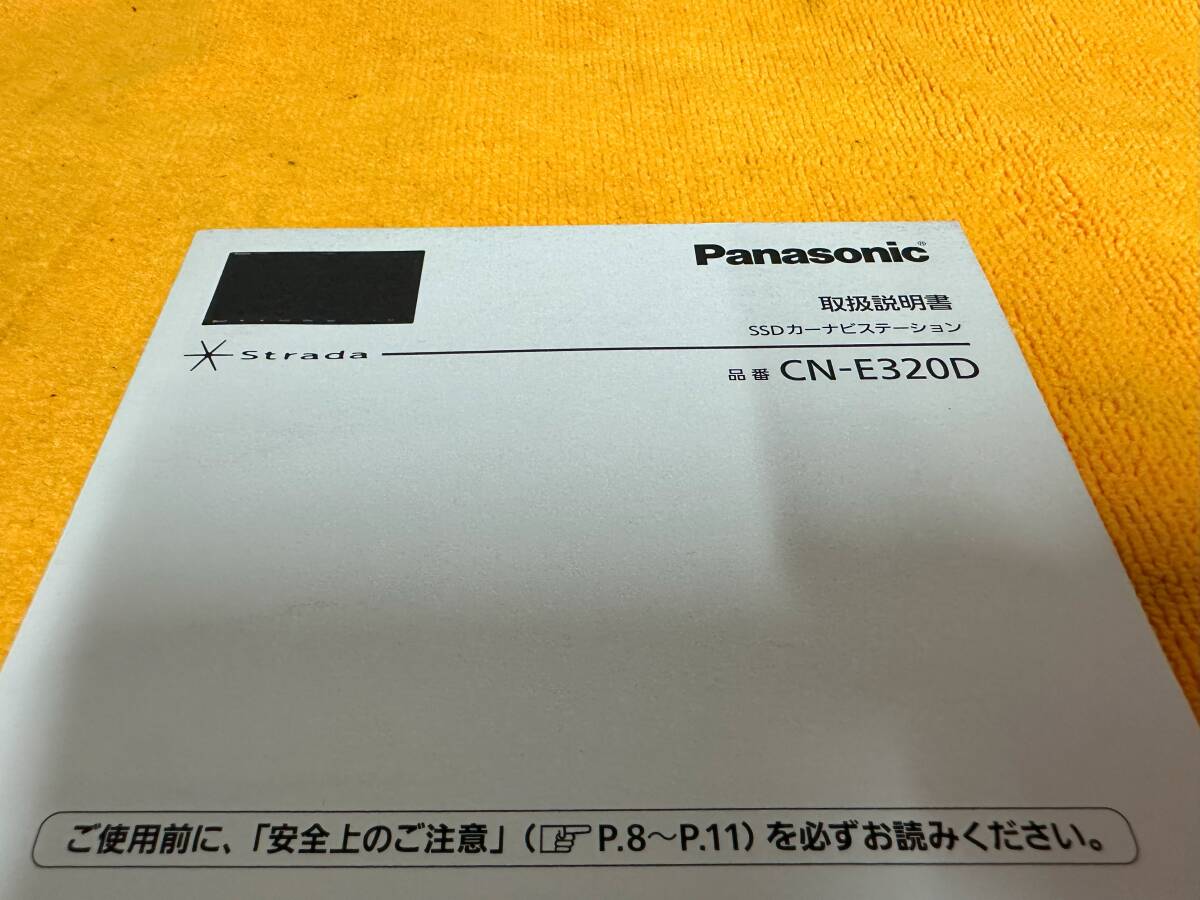 Panasonic®
取扱説明書
SSDカーナビステーション
Strada
品番 CN-E320D
ご使用前に、「安全上のご注意」(☞P.8～P.11)を必ずお読みください。